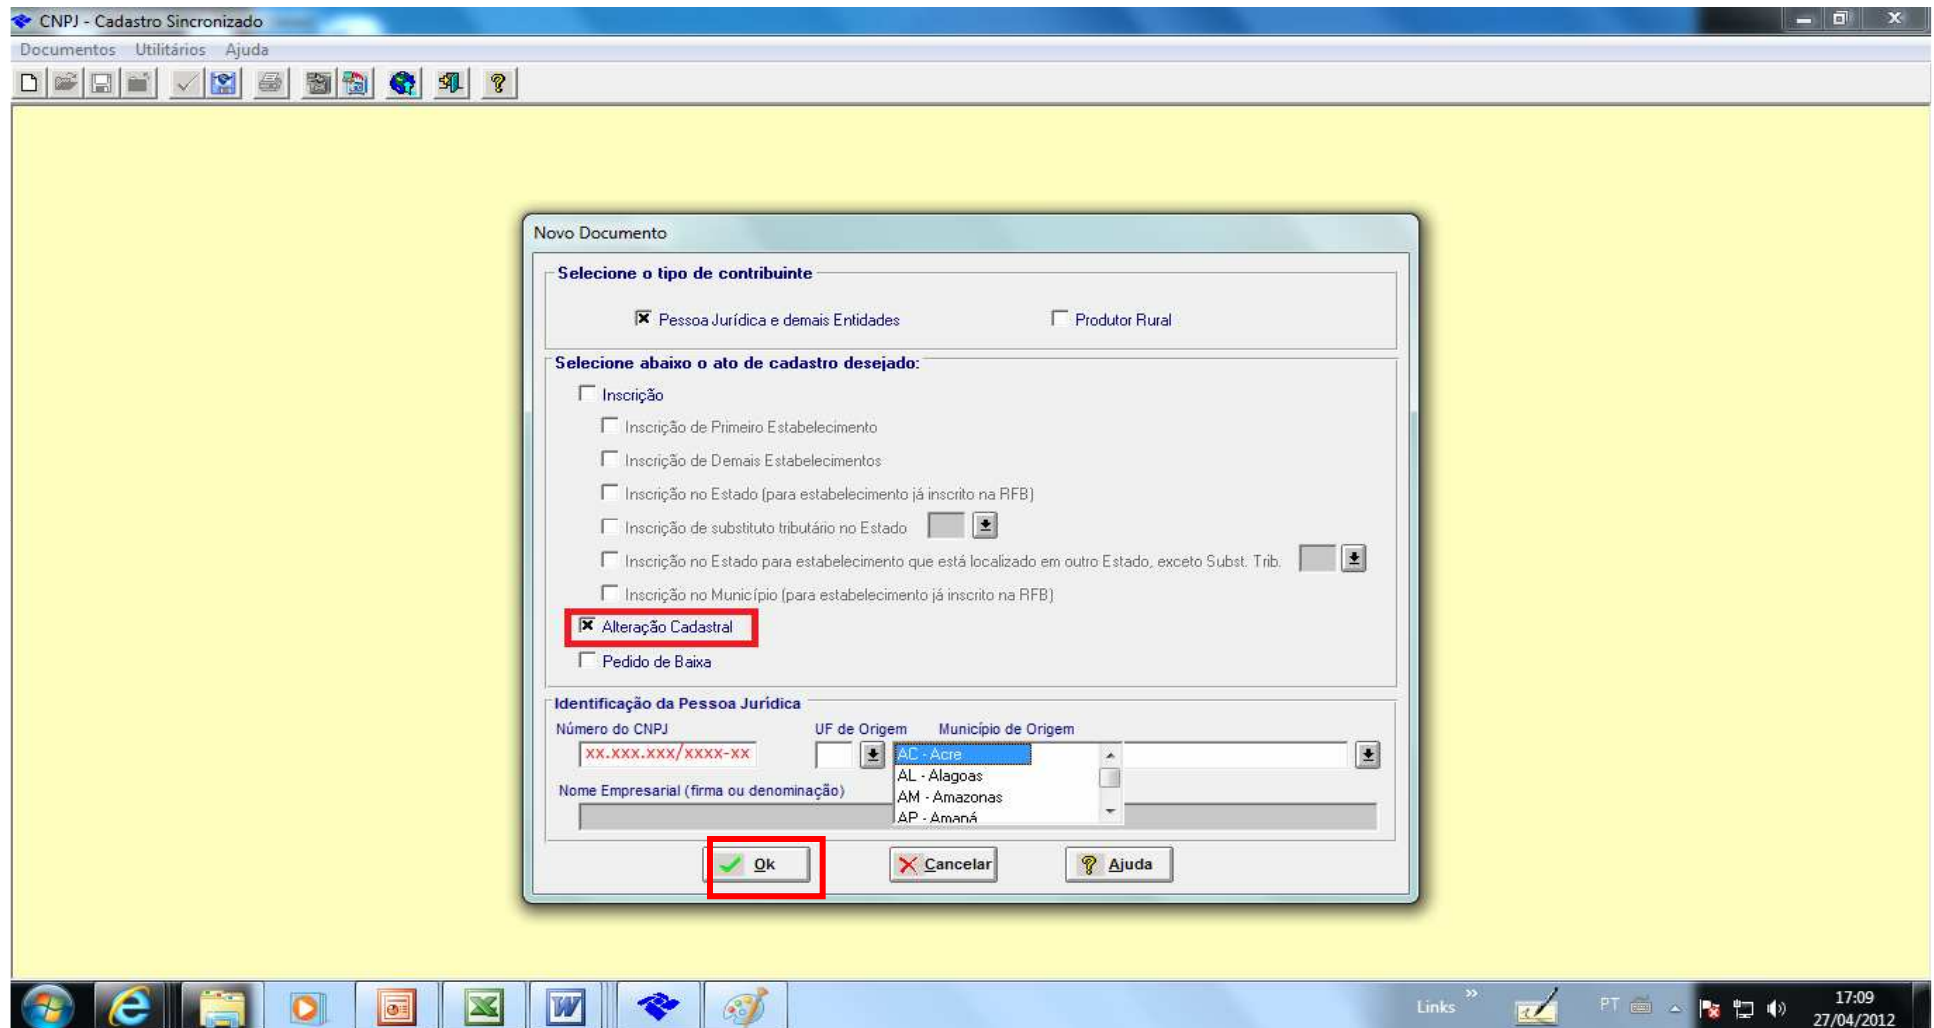 CNPJ - Cadastro Sincronizado
Documentos Utilitários Ajuda
Novo Documento
Selecione o tipo de contribuinte
Pessoa Jurídica e demais Entidades Produtor Rural
Selecione abaixo o ato de cadastro desejado:
Inscrição
Inscrição de Primeiro Estabelecimento
Inscrição de Demais Estabelecimentos
Inscrição no Estado (para estabelecimento já inscrito na RFB)
Inscrição de substituto tributário no Estado
Inscrição no Estado para estabelecimento que está localizado em outro Estado, exceto Subst. Trib.
Inscrição no Município (para estabelecimento já inscrito na RFB)
Alteração Cadastral
Pedido de Baixa
Identificação da Pessoa Jurídica
Número do CNPJ UF de Origem Município de Origem
xx.xxx.xxx/xxxx-xx AC - Acre
AL - Alagoas
Nome Empresarial (firma ou denominação) AM - Amazonas
AP - Amapá
Ok Cancelar Ajuda
Links PT 17:09
27/04/2012